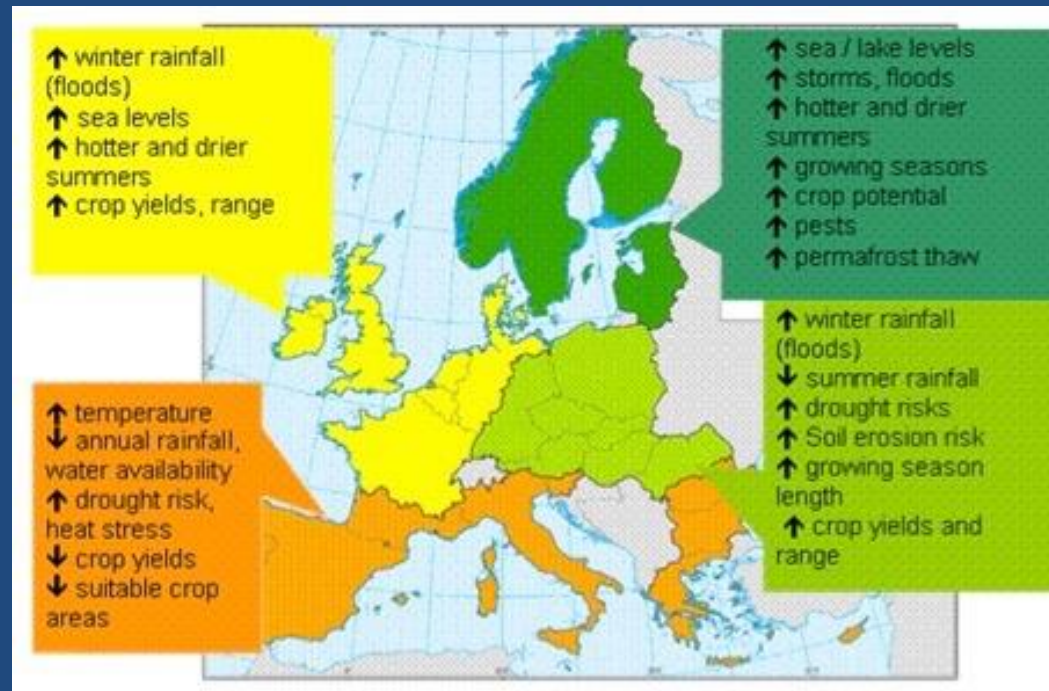 ↑ winter rainfall
(floods)
↑ sea levels
↑ hotter and drier
summers
↑ crop yields, range
↑ sea / lake levels
↑ storms, floods
↑ hotter and drier
summers
↑ growing seasons
↑ crop potential
↑ pests
↑ permafrost thaw
↑ temperature
↓ annual rainfall,
water availability
↑ drought risk,
heat stress
↓ crop yields
↓ suitable crop
areas
↑ winter rainfall
(floods)
↓ summer rainfall
↑ drought risks
↑ Soil erosion risk
↑ growing season
length
↑ crop yields and
range